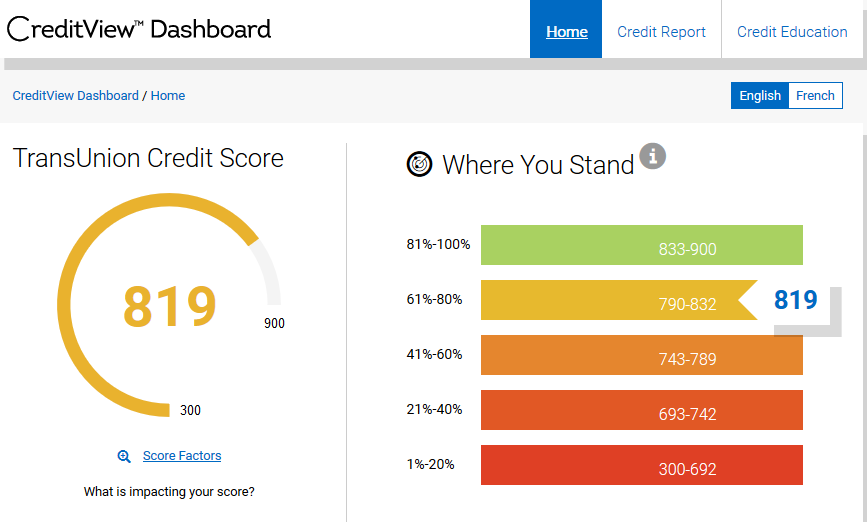 CreditView™ Dashboard
Home
Credit Report
Credit Education
CreditView Dashboard / Home
English
French
TransUnion Credit Score
819
900
300
Score Factors
What is impacting your score?
Where You Stand
81%-100% 833-900
61%-80% 790-832 819
41%-60% 743-789
21%-40% 693-742
1%-20% 300-692